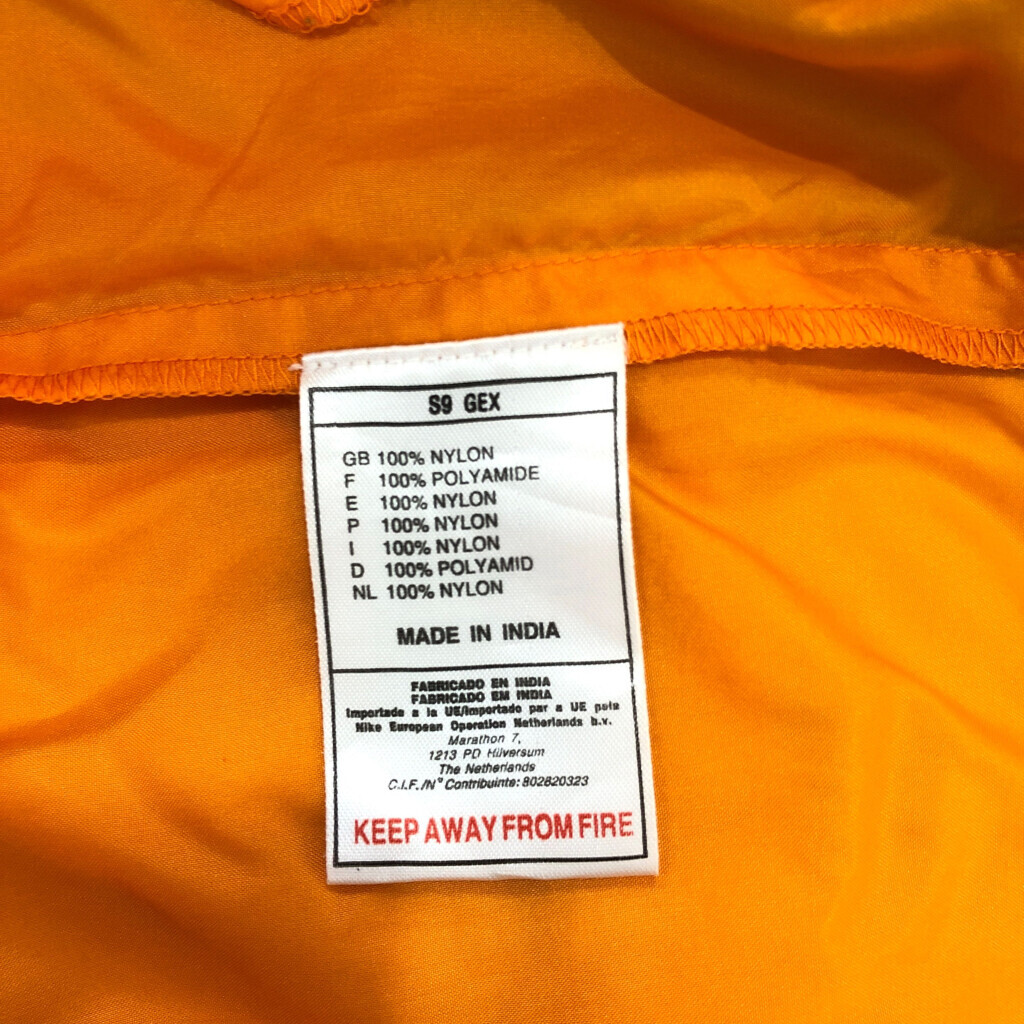 S9 GEX
GB 100% NYLON
F 100% POLYAMIDE
E 100% NYLON
P 100% NYLON
I 100% NYLON
D 100% POLYAMID
NL 100% NYLON
MADE IN INDIA
FABRICADO EN INDIA
FABRICADO EM INDIA
Importado a la UE/Importado par a UE pela
Nike European Operation Netherlands b.v.
Marathon 7,
1213 PD Hilversum
The Netherlands
C.I.F./N° Contribuinte: 802820323
KEEP AWAY FROM FIRE